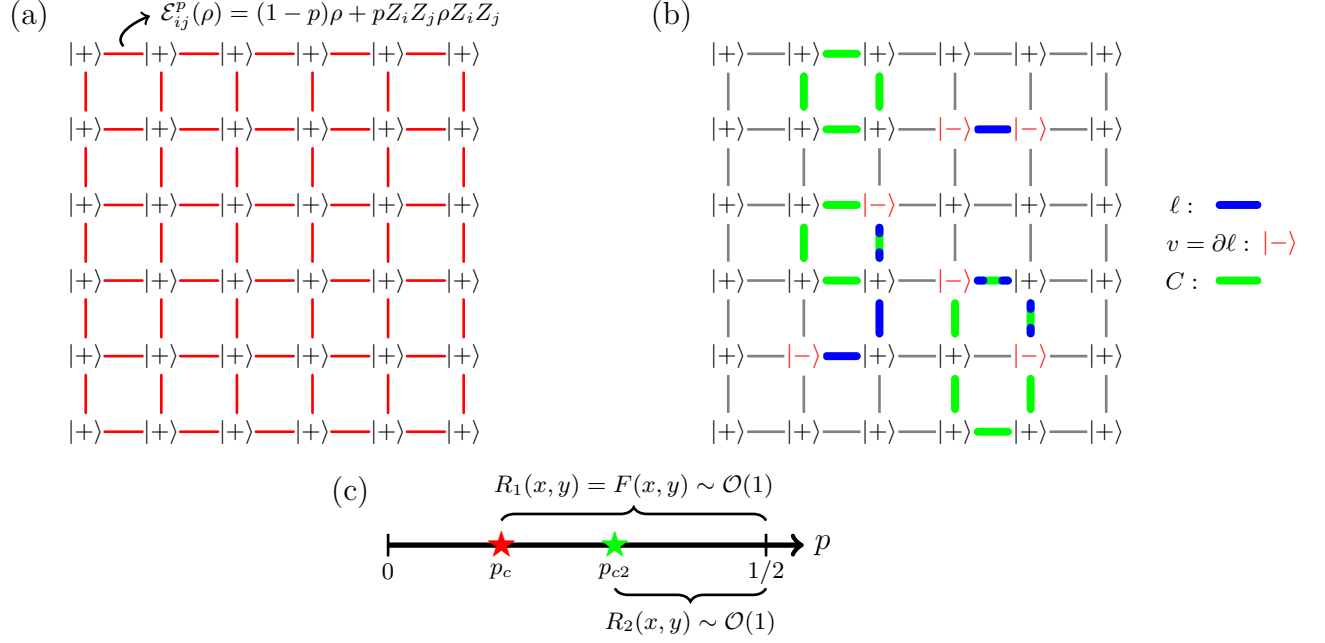 (a)
$\mathcal{E}^p_{ij}(\rho) = (1-p)\rho + pZ_iZ_j\rho Z_iZ_j$
|+⟩ |+⟩ |+⟩ |+⟩ |+⟩ |+⟩
|+⟩ |+⟩ |+⟩ |+⟩ |+⟩ |+⟩
|+⟩ |+⟩ |+⟩ |+⟩ |+⟩ |+⟩
|+⟩ |+⟩ |+⟩ |+⟩ |+⟩ |+⟩
|+⟩ |+⟩ |+⟩ |+⟩ |+⟩ |+⟩
|+⟩ |+⟩ |+⟩ |+⟩ |+⟩ |+⟩
(b)
|+⟩ |+⟩ |+⟩ |+⟩ |+⟩ |+⟩
|+⟩ |+⟩ |+⟩ |−⟩ |−⟩ |+⟩
|+⟩ |+⟩ |−⟩ |+⟩ |+⟩ |+⟩
|+⟩ |+⟩ |+⟩ |−⟩ |+⟩ |+⟩
|+⟩ |−⟩ |+⟩ |+⟩ |−⟩ |+⟩
|+⟩ |+⟩ |+⟩ |+⟩ |+⟩ |+⟩
ℓ :
v = ∂ℓ : |−⟩
C :
(c)
$R_1(x, y) = F(x, y) \sim \mathcal{O}(1)$
p
0
$p_c$
$p_{c2}$
1/2
$R_2(x, y) \sim \mathcal{O}(1)$